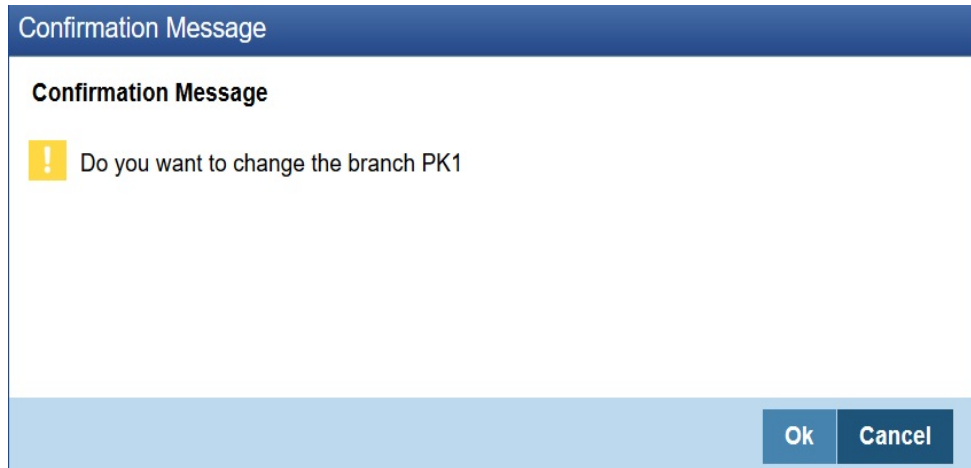 Confirmation Message
Confirmation Message
! Do you want to change the branch PK1
Ok Cancel